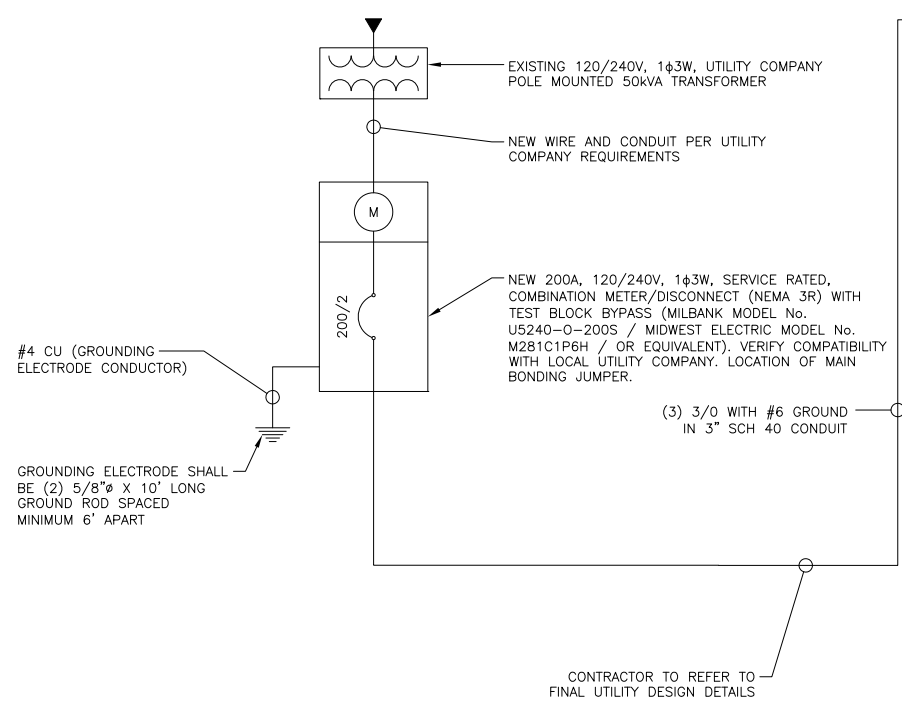 EXISTING 120/240V, 1ϕ3W, UTILITY COMPANY
POLE MOUNTED 50kVA TRANSFORMER
NEW WIRE AND CONDUIT PER UTILITY
COMPANY REQUIREMENTS
M
200/2
NEW 200A, 120/240V, 1ϕ3W, SERVICE RATED,
COMBINATION METER/DISCONNECT (NEMA 3R) WITH
TEST BLOCK BYPASS (MILBANK MODEL No.
U5240-O-200S / MIDWEST ELECTRIC MODEL No.
M281C1P6H / OR EQUIVALENT). VERIFY COMPATIBILITY
WITH LOCAL UTILITY COMPANY. LOCATION OF MAIN
BONDING JUMPER.
#4 CU (GROUNDING
ELECTRODE CONDUCTOR)
(3) 3/0 WITH #6 GROUND
IN 3" SCH 40 CONDUIT
GROUNDING ELECTRODE SHALL
BE (2) 5/8"ø X 10' LONG
GROUND ROD SPACED
MINIMUM 6' APART
CONTRACTOR TO REFER TO
FINAL UTILITY DESIGN DETAILS